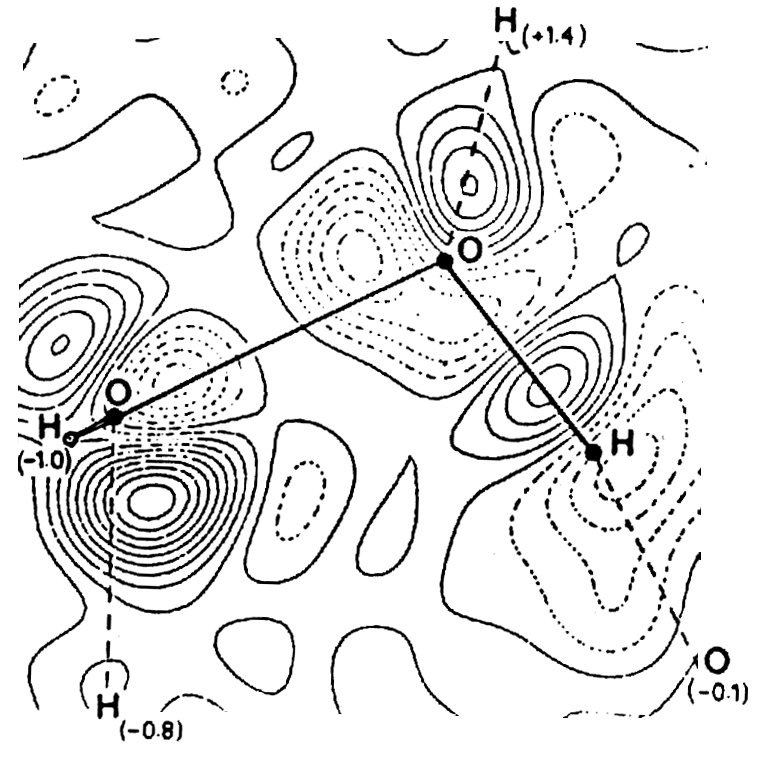 H(+1.4)
O
O
H
(-1.0)
H
O
(-0.1)
H(-0.8)